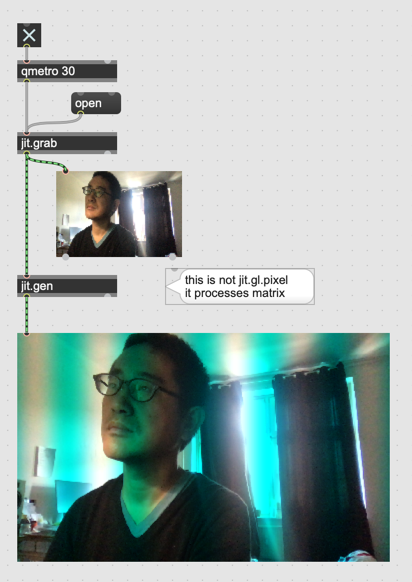 qmetro 30
open
jit.grab
jit.gen
this is not jit.gl.pixel
it processes matrix